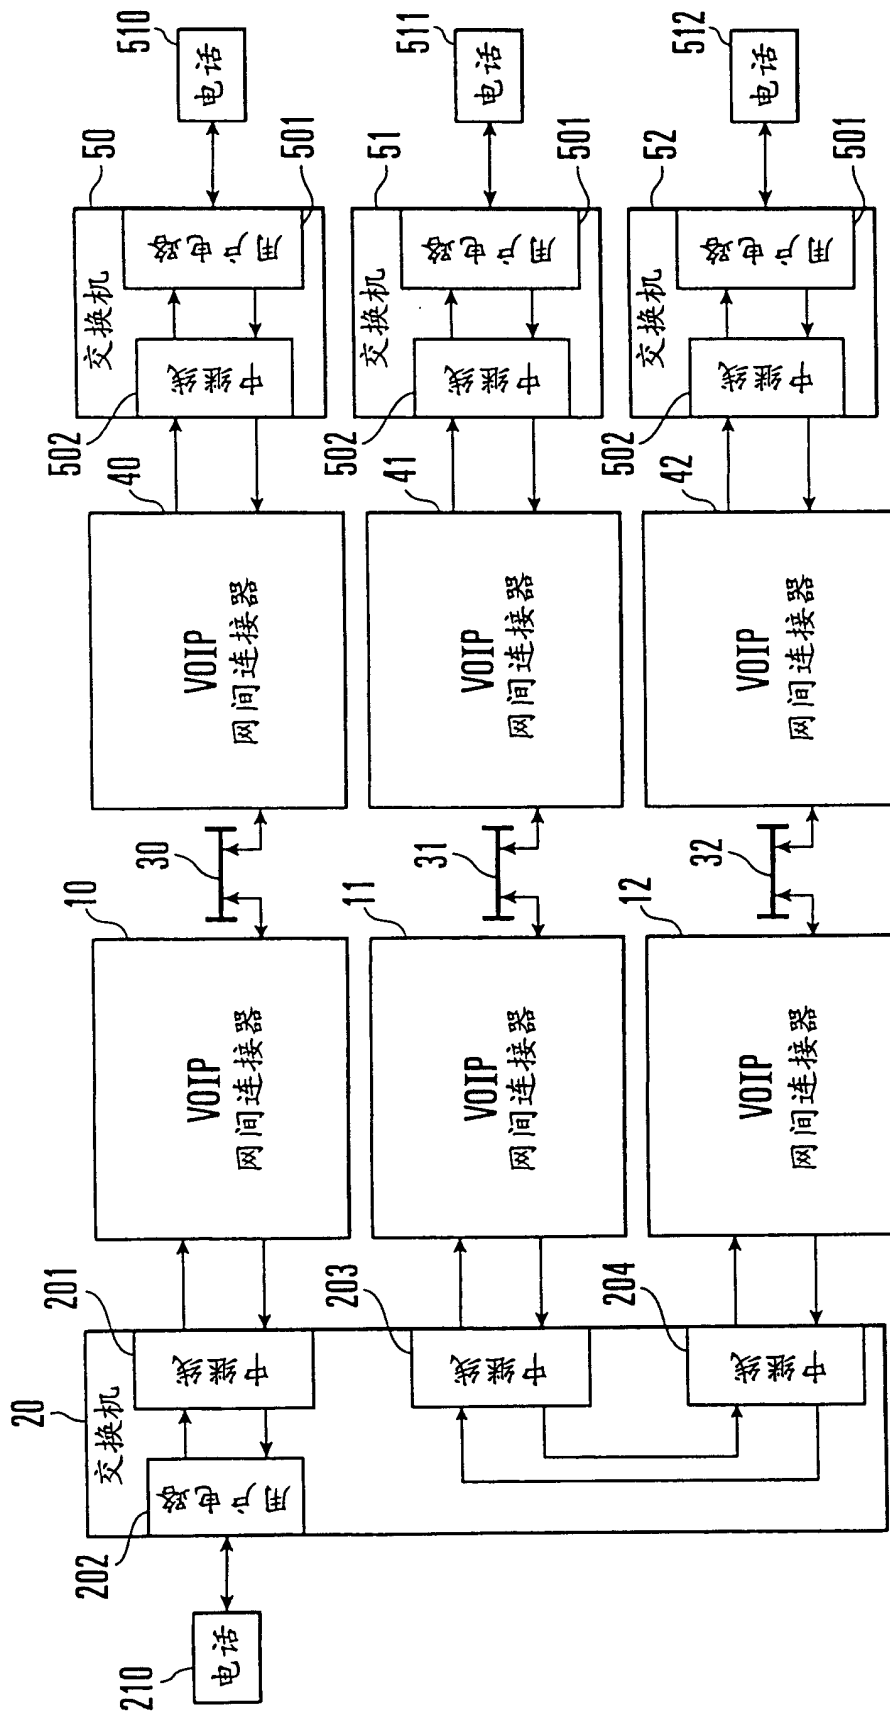 210
电话
20
交换机
202
用户电路
201
中继线
203
中继线
204
中继线
10
VOIP
网间连接器
11
VOIP
网间连接器
12
VOIP
网间连接器
30
31
32
40
VOIP
网间连接器
41
VOIP
网间连接器
42
VOIP
网间连接器
50
交换机
502
中继线
501
用户电路
510
电话
51
交换机
502
中继线
501
用户电路
511
电话
52
交换机
502
中继线
501
用户电路
512
电话